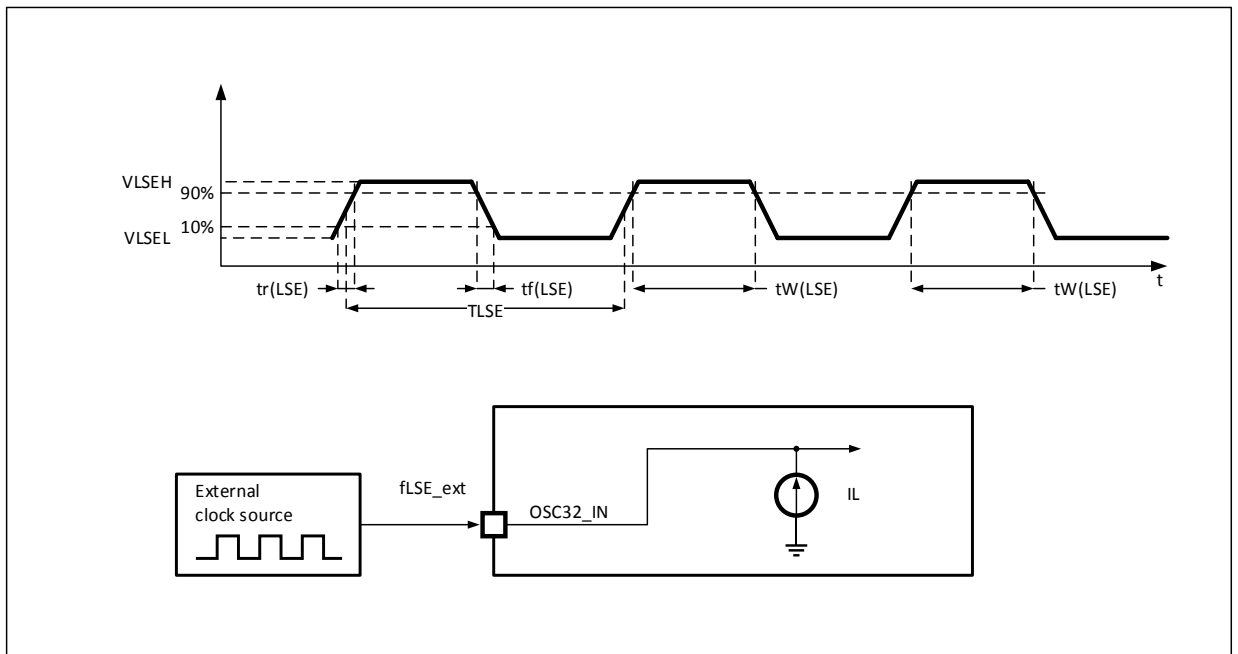 VLSEH
90%
10%
VLSEL
tr(LSE)
tf(LSE)
tW(LSE)
tW(LSE)
t
TLSE
External
clock source
fLSE_ext
OSC32_IN
IL